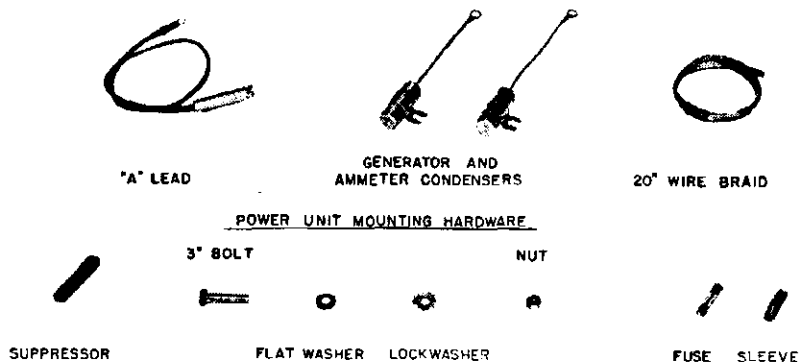 "A" LEAD
GENERATOR AND
AMMETER CONDENSERS
20" WIRE BRAID
POWER UNIT MOUNTING HARDWARE
3" BOLT
NUT
SUPPRESSOR
FLAT WASHER
LOCKWASHER
FUSE
SLEEVE